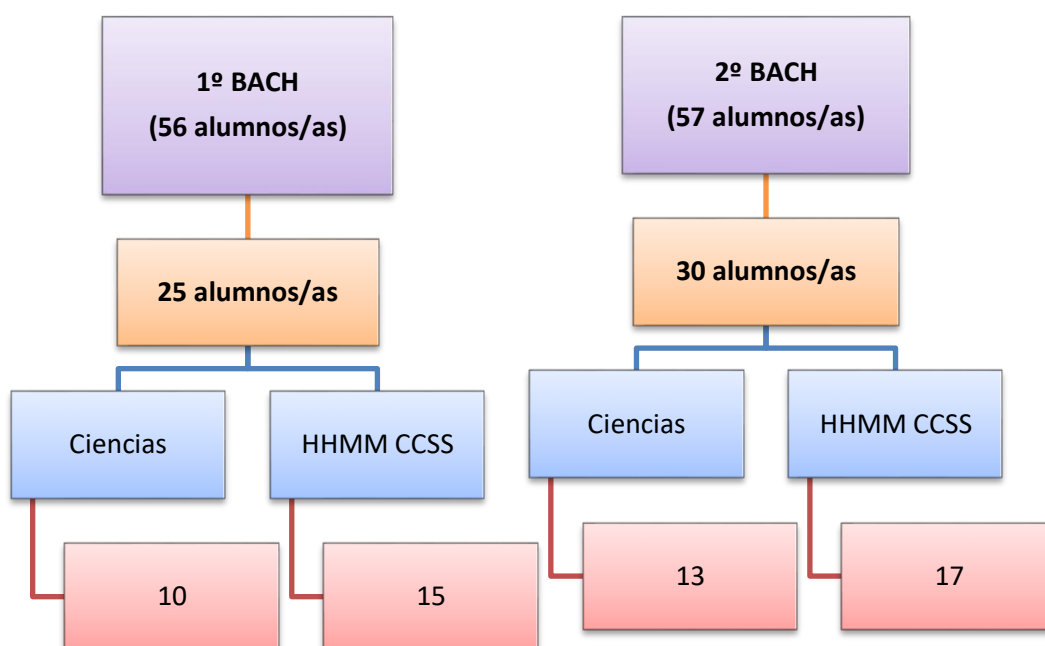 1º BACH
(56 alumnos/as)
25 alumnos/as
Ciencias
HHMM CCSS
10
15
2º BACH
(57 alumnos/as)
30 alumnos/as
Ciencias
HHMM CCSS
13
17